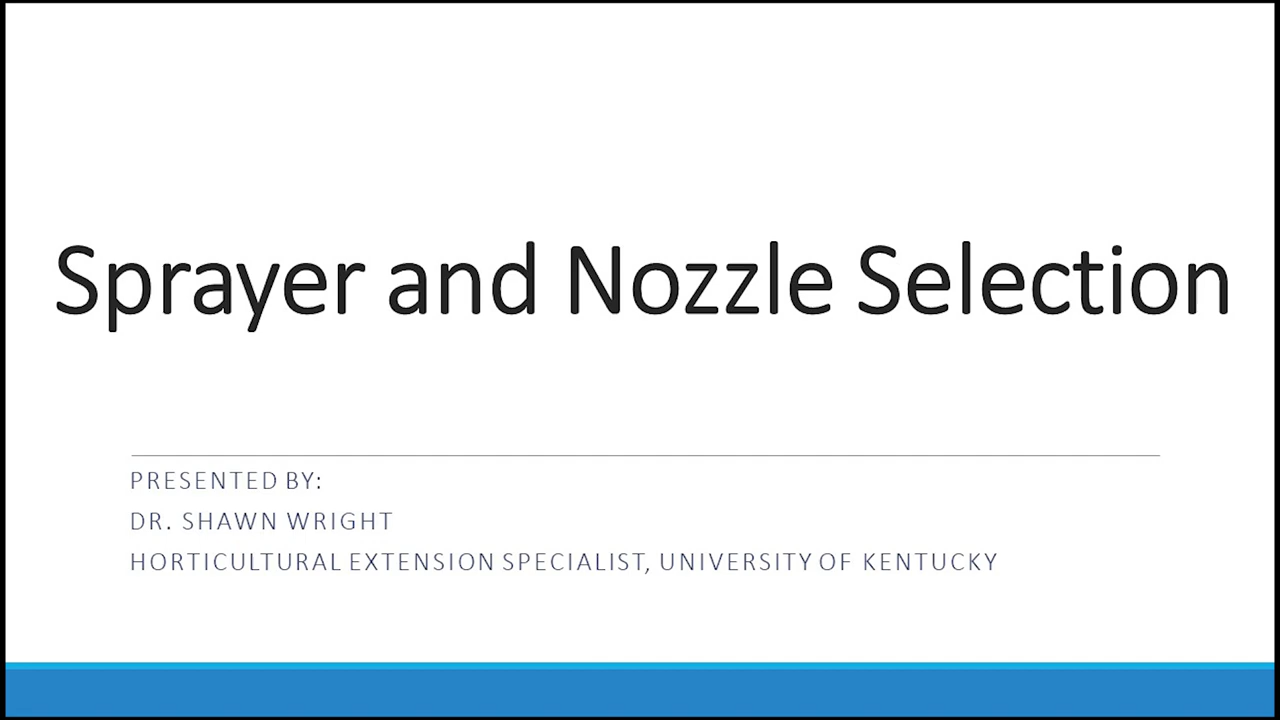 Sprayer and Nozzle Selection
PRESENTED BY:
DR. SHAWN WRIGHT
HORTICULTURAL EXTENSION SPECIALIST, UNIVERSITY OF KENTUCKY